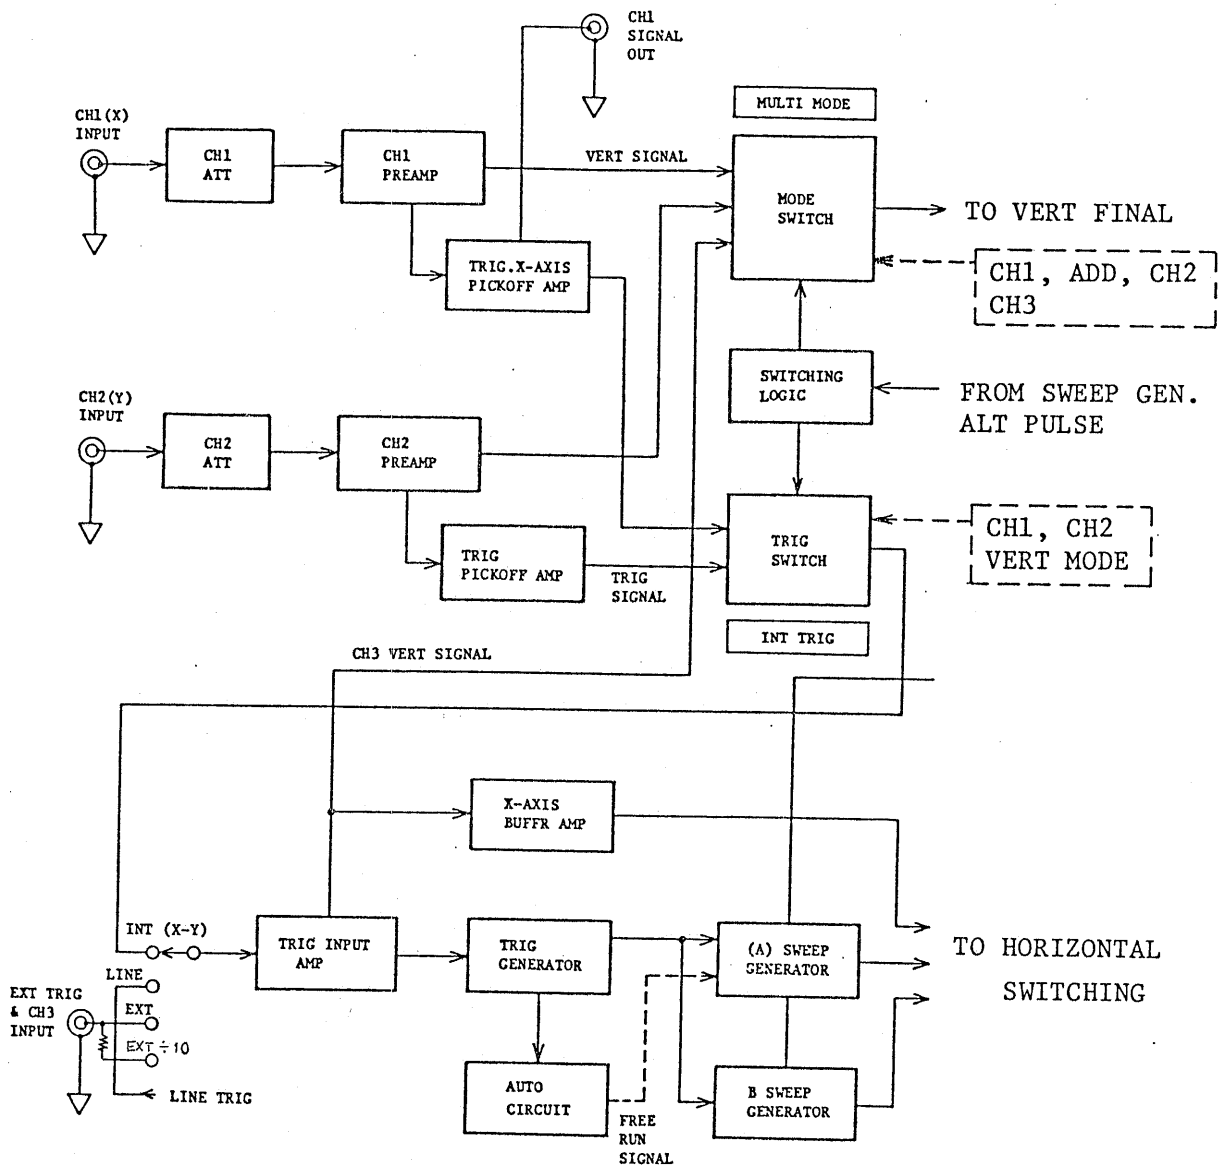 CH1
SIGNAL
OUT
MULTI MODE
CH1(X)
INPUT
CH1
ATT
CH1
PREAMP
VERT SIGNAL
MODE
SWITCH
TO VERT FINAL
TRIG.X-AXIS
PICKOFF AMP
CH1, ADD, CH2
CH3
SWITCHING
LOGIC
FROM SWEEP GEN.
ALT PULSE
CH2(Y)
INPUT
CH2
ATT
CH2
PREAMP
TRIG
PICKOFF AMP
TRIG
SIGNAL
TRIG
SWITCH
CH1, CH2
VERT MODE
INT TRIG
CH3 VERT SIGNAL
X-AXIS
BUFFR AMP
INT (X-Y)
TRIG INPUT
AMP
TRIG
GENERATOR
(A) SWEEP
GENERATOR
TO HORIZONTAL
SWITCHING
LINE
EXT TRIG
& CH3
INPUT
EXT
EXT÷10
LINE TRIG
AUTO
CIRCUIT
FREE
RUN
SIGNAL
B SWEEP
GENERATOR